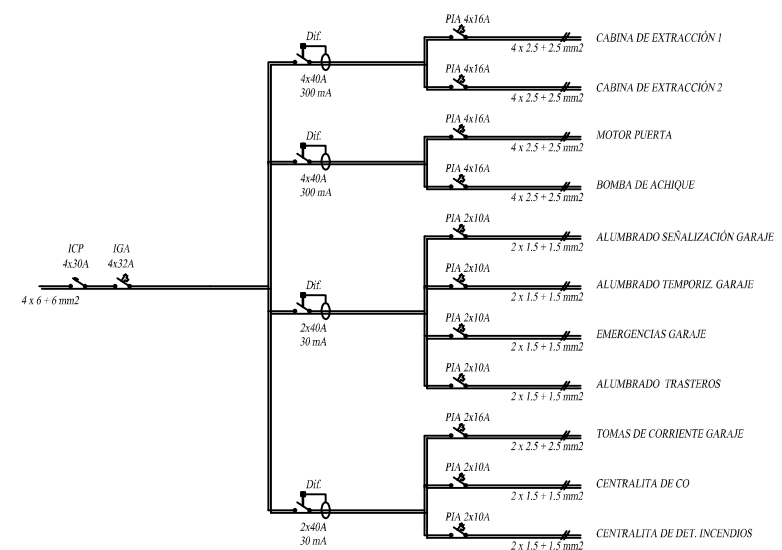 ICP
4x30A
IGA
4x32A
4 x 6 + 6 mm2
Dif.
4x40A
300 mA
PIA 4x16A
4 x 2.5 + 2.5 mm2
CABINA DE EXTRACCIÓN 1
PIA 4x16A
4 x 2.5 + 2.5 mm2
CABINA DE EXTRACCIÓN 2
Dif.
4x40A
300 mA
PIA 4x16A
4 x 2.5 + 2.5 mm2
MOTOR PUERTA
PIA 4x16A
4 x 2.5 + 2.5 mm2
BOMBA DE ACHIQUE
Dif.
2x40A
30 mA
PIA 2x10A
2 x 1.5 + 1.5 mm2
ALUMBRADO SEÑALIZACIÓN GARAJE
PIA 2x10A
2 x 1.5 + 1.5 mm2
ALUMBRADO TEMPORIZ. GARAJE
PIA 2x10A
2 x 1.5 + 1.5 mm2
EMERGENCIAS GARAJE
PIA 2x10A
2 x 1.5 + 1.5 mm2
ALUMBRADO TRASTEROS
Dif.
2x40A
30 mA
PIA 2x16A
2 x 2.5 + 2.5 mm2
TOMAS DE CORRIENTE GARAJE
PIA 2x10A
2 x 1.5 + 1.5 mm2
CENTRALITA DE CO
PIA 2x10A
2 x 1.5 + 1.5 mm2
CENTRALITA DE DET. INCENDIOS